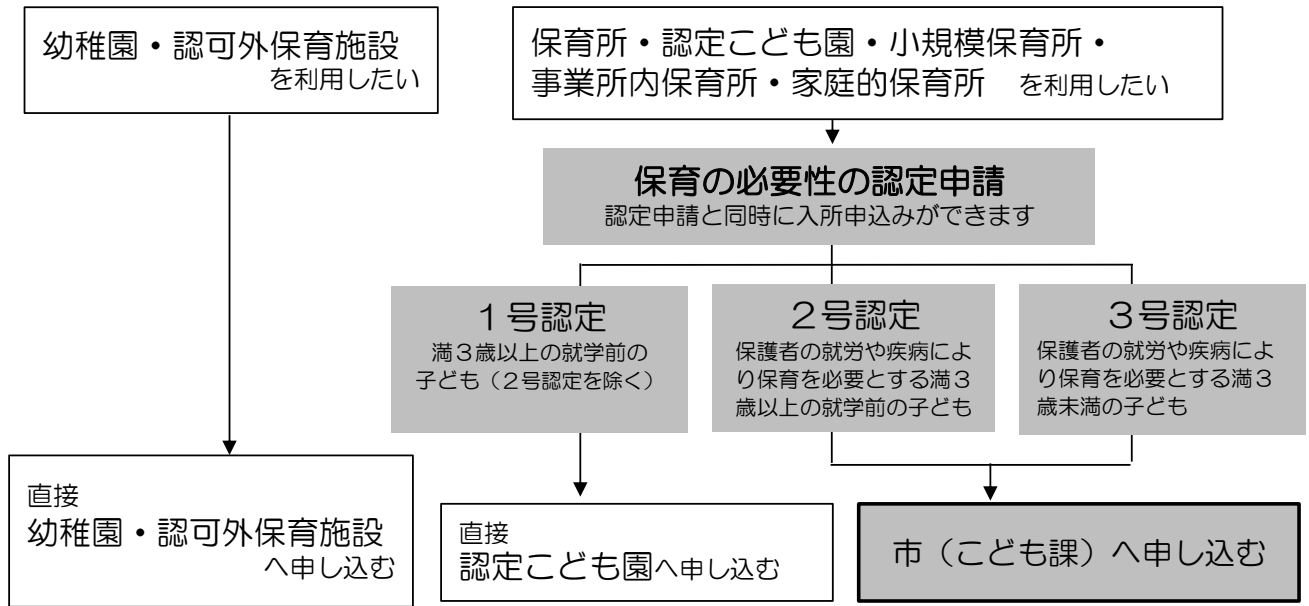 幼稚園・認可外保育施設
を利用したい
保育所・認定こども園・小規模保育所・
事業所内保育所・家庭的保育所　を利用したい
保育の必要性の認定申請
認定申請と同時に入所申込みができます
１号認定
満３歳以上の就学前の
子ども（２号認定を除く）
２号認定
保護者の就労や疾病によ
り保育を必要とする満３
歳以上の就学前の子ども
３号認定
保護者の就労や疾病によ
り保育を必要とする満３
歳未満の子ども
直接
幼稚園・認可外保育施設
へ申し込む
直接
認定こども園へ申し込む
市（こども課）へ申し込む